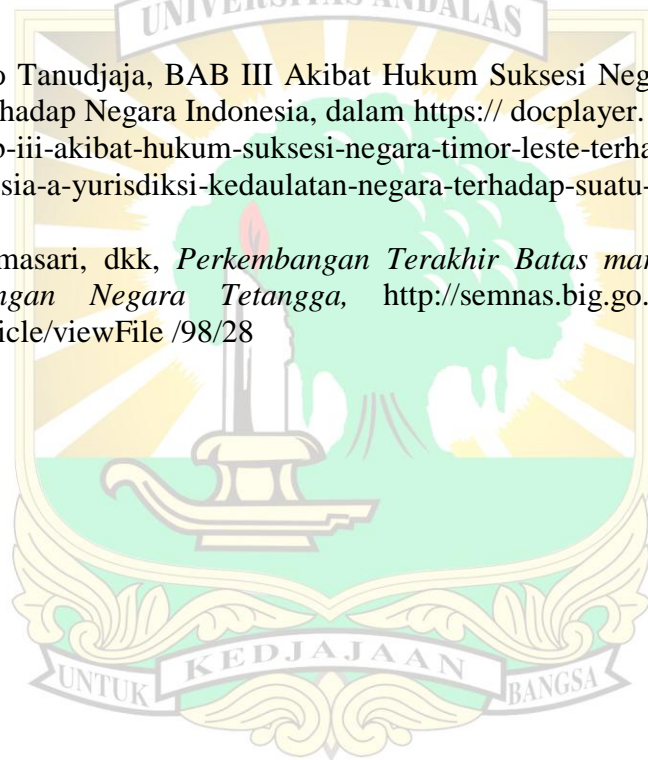 UNIVERSITAS ANDALAS
o Tanudjaja, BAB III Akibat Hukum Suksesi Neg
hadap Negara Indonesia, dalam https:// docplayer.
-iii-akibat-hukum-suksesi-negara-timor-leste-terha
sia-a-yurisdiksi-kedaulatan-negara-terhadap-suatu-
masari, dkk, Perkembangan Terakhir Batas mar
ngan Negara Tetangga, http://semnas.big.go.
icle/viewFile /98/28
UNTUK KEDJAJAAN BANGSA